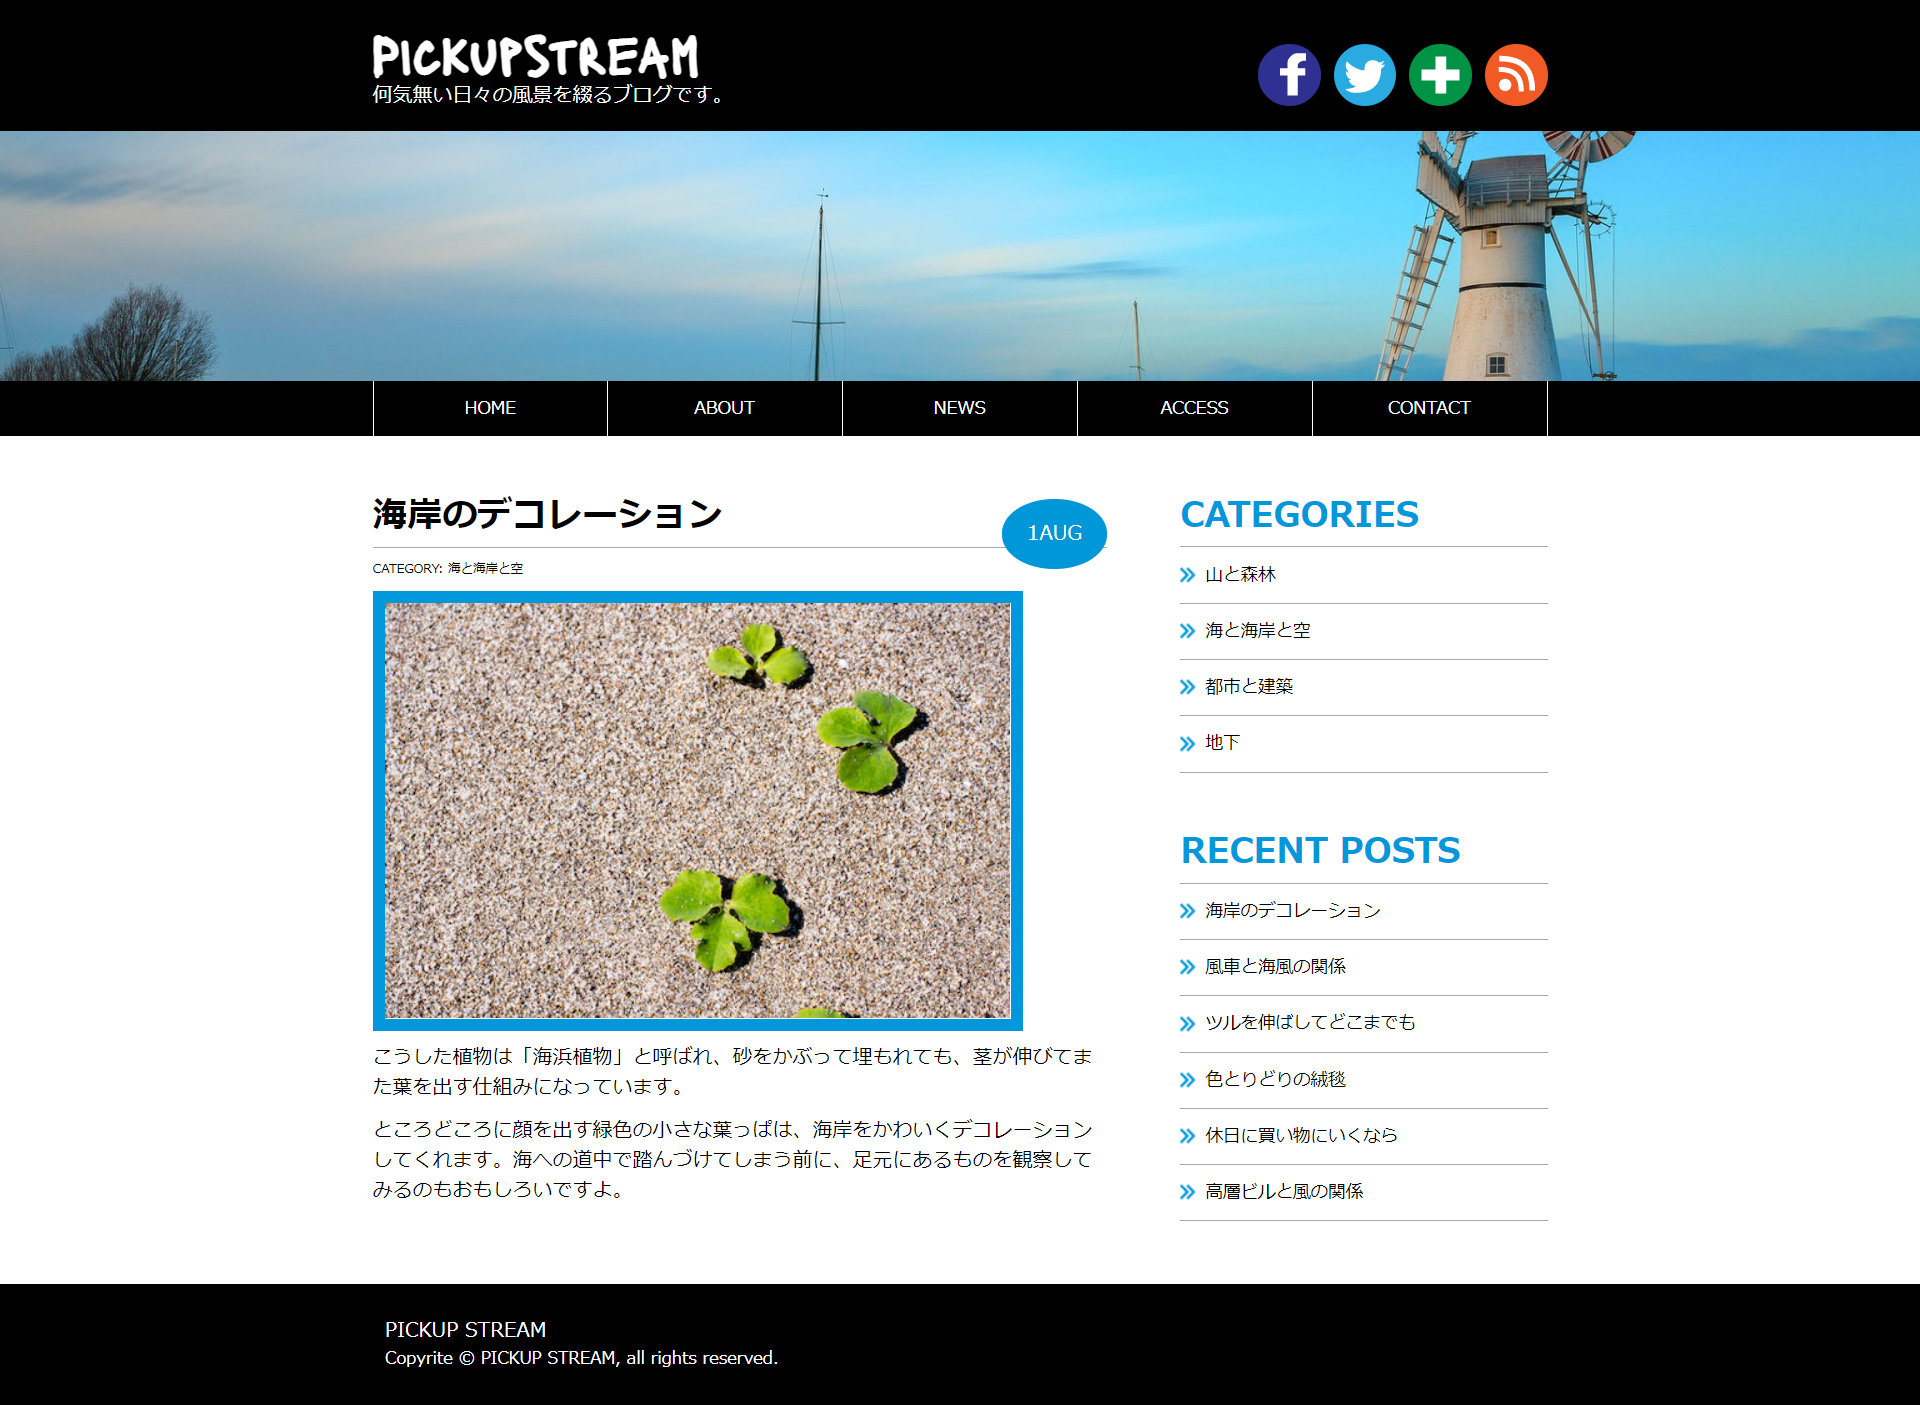 PICKUPSTREAM
何気無い日々の風景を綴るブログです。
HOME
ABOUT
NEWS
ACCESS
CONTACT
海岸のデコレーション
1AUG
CATEGORY: 海と海岸と空
こうした植物は「海浜植物」と呼ばれ、砂をかぶって埋もれても、茎が伸びてま
た葉を出す仕組みになっています。
ところどころに顔を出す緑色の小さな葉っぱは、海岸をかわいくデコレーション
してくれます。海への道中で踏んづけてしまう前に、足元にあるものを観察して
みるのもおもしろいですよ。
CATEGORIES
山と森林
海と海岸と空
都市と建築
地下
RECENT POSTS
海岸のデコレーション
風車と海風の関係
ツルを伸ばしてどこまでも
色とりどりの絨毯
休日に買い物にいくなら
高層ビルと風の関係
PICKUP STREAM
Copyrite © PICKUP STREAM, all rights reserved.